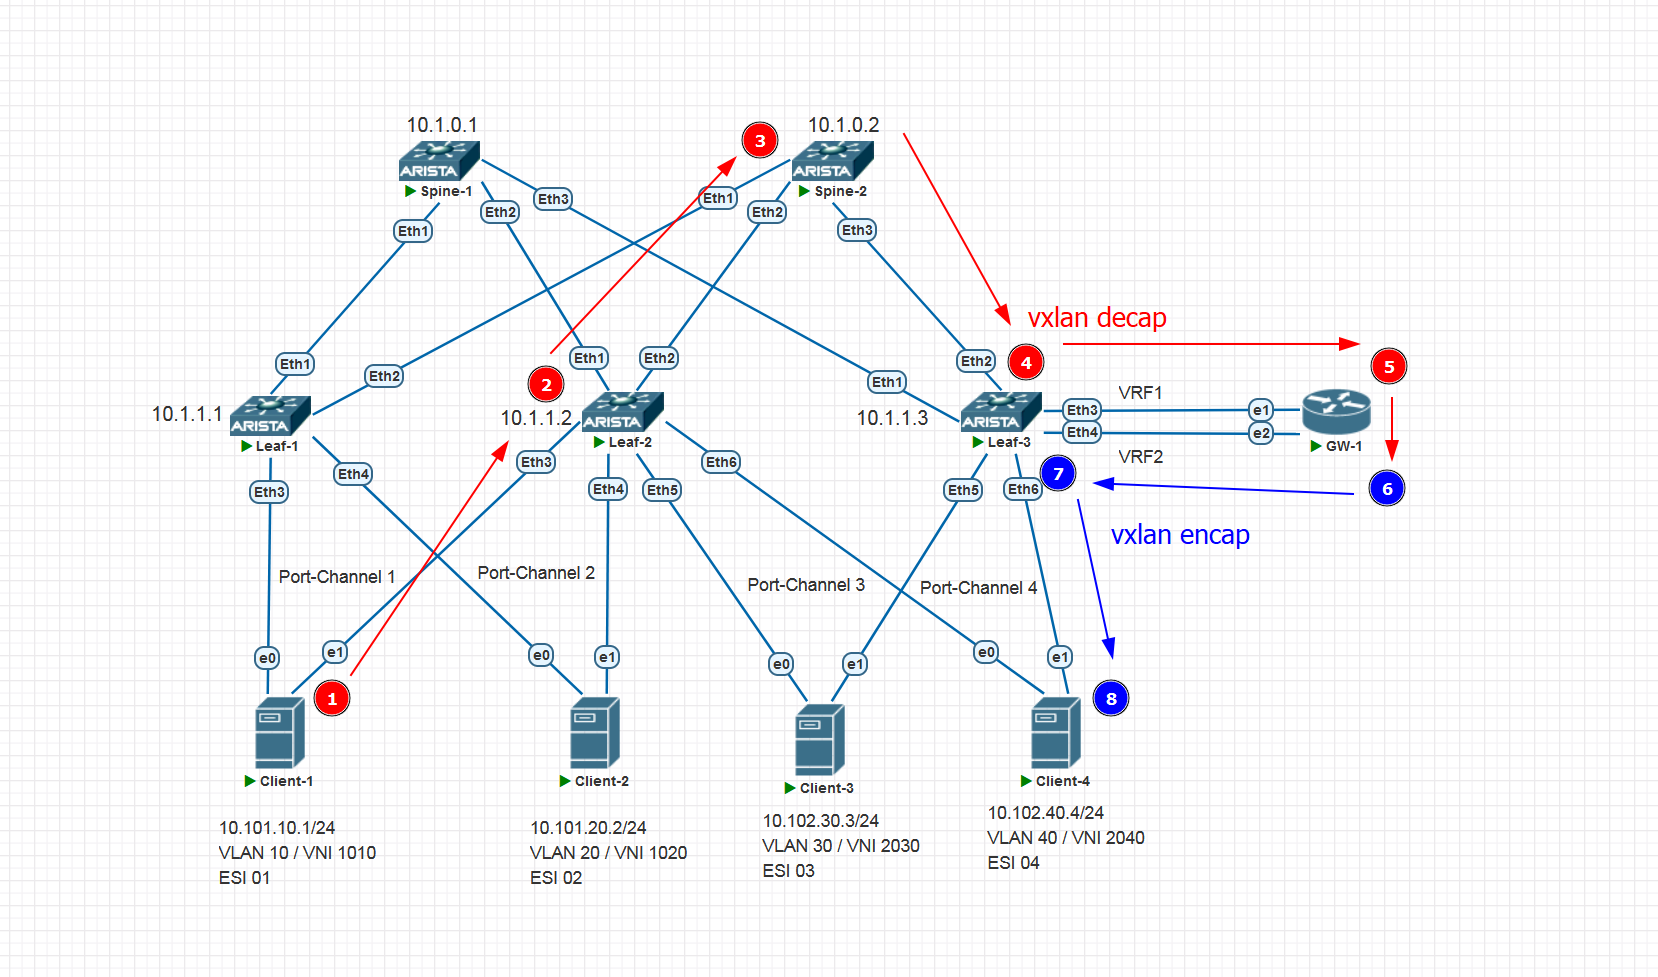 10.1.0.1
10.1.0.2
3
ARISTA
ARISTA
Spine-1
Spine-2
Eth3
Eth1
Eth2
Eth2
Eth1
Eth3
vxlan decap
Eth1
Eth1
Eth2
Eth2
4
5
Eth2
2
Eth1
VRF1
10.1.1.1
10.1.1.2
10.1.1.3
Eth3
e1
ARISTA
ARISTA
ARISTA
Eth4
e2
Leaf-1
Leaf-2
Leaf-3
GW-1
VRF2
Eth3
Eth6
Eth4
7
Eth3
Eth4
Eth5
Eth5
Eth6
6
vxlan encap
Port-Channel 1
Port-Channel 2
Port-Channel 3
Port-Channel 4
e0
e1
e0
e1
e0
e1
e0
e1
1
8
Client-1
Client-2
Client-3
Client-4
10.101.10.1/24
VLAN 10 / VNI 1010
ESI 01
10.101.20.2/24
VLAN 20 / VNI 1020
ESI 02
10.102.30.3/24
VLAN 30 / VNI 2030
ESI 03
10.102.40.4/24
VLAN 40 / VNI 2040
ESI 04